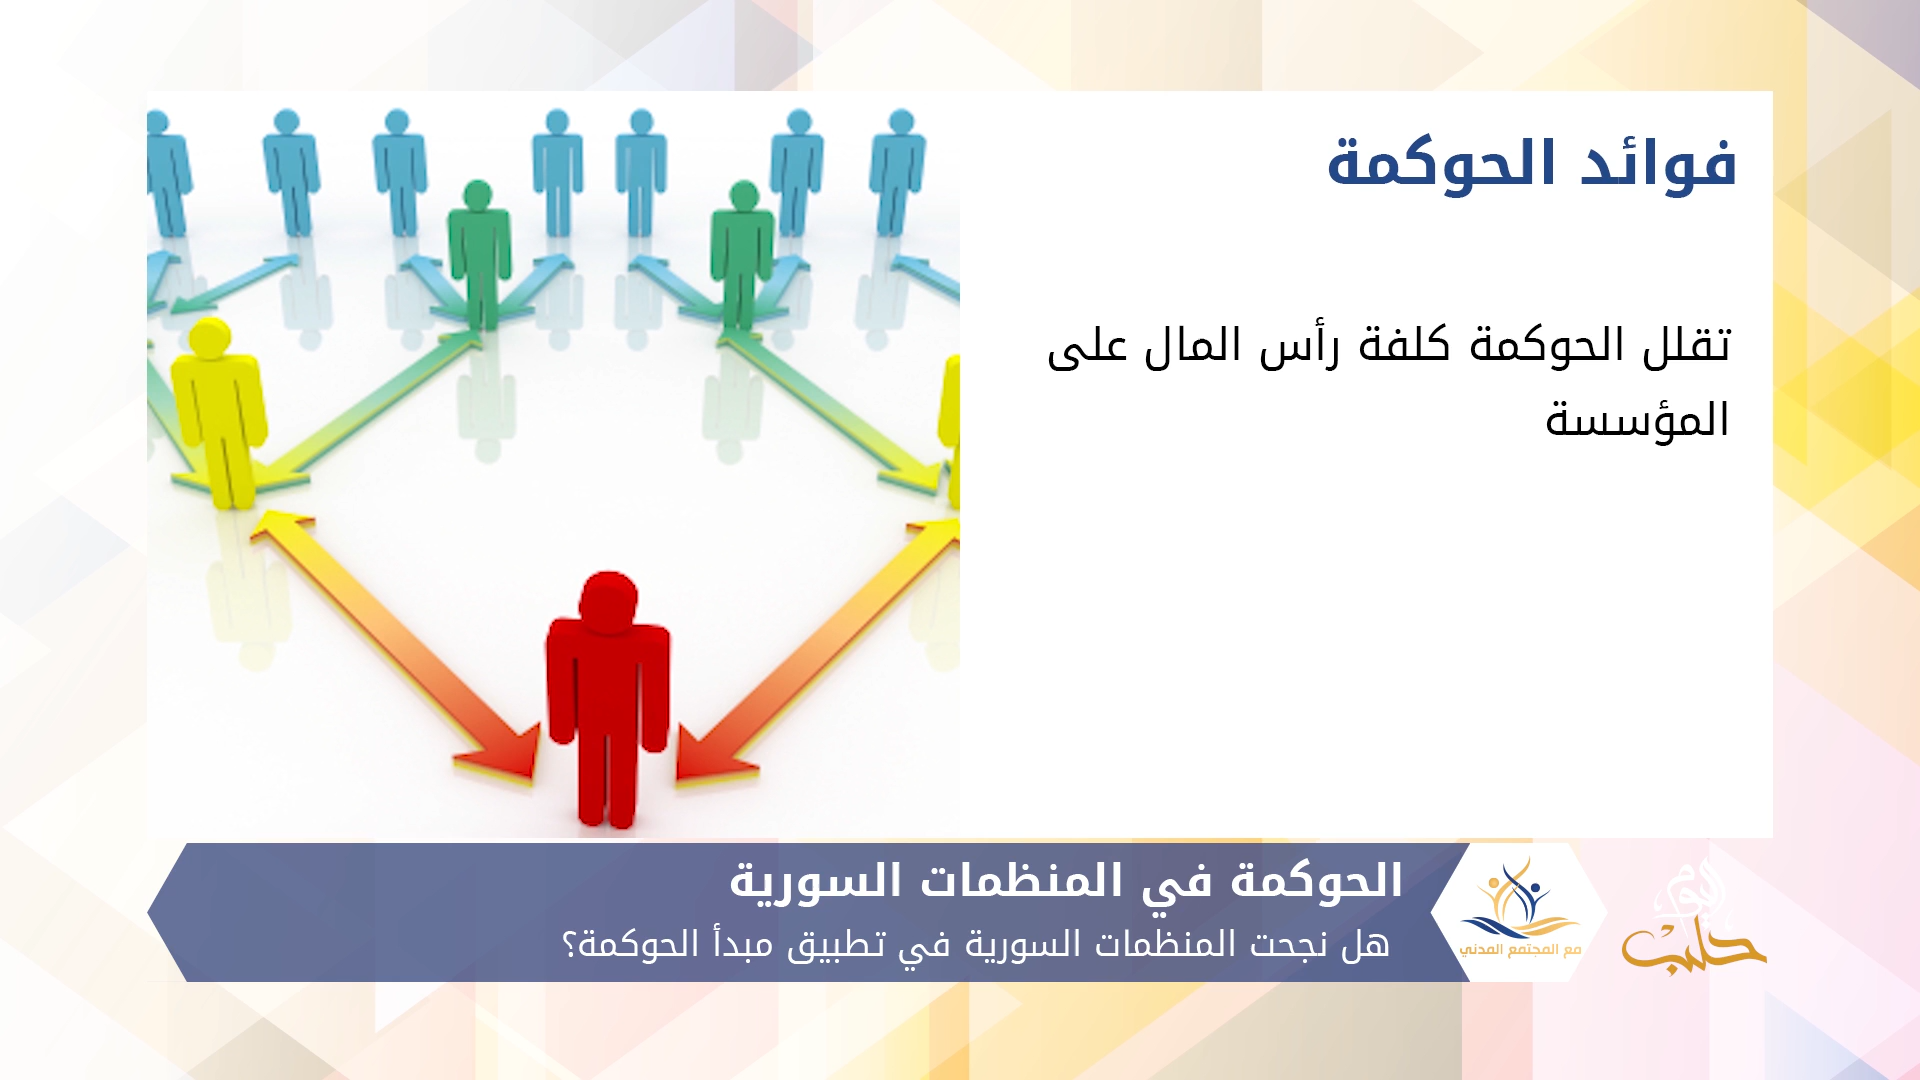 فوائد الحوكمة
تقلل الحوكمة كلفة رأس المال على
المؤسسة
الحوكمة في المنظمات السورية
هل نجحت المنظمات السورية في تطبيق مبدأ الحوكمة؟
مع المجتمع المدني
حلب
اليوم